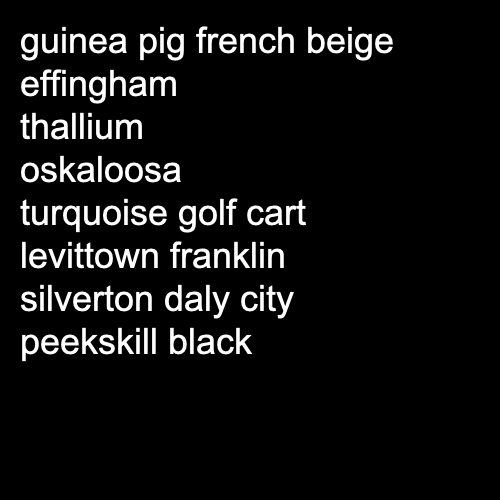 guinea pig french beige
effingham
thallium
oskaloosa
turquoise golf cart
levittown franklin
silverton daly city
peekskill black